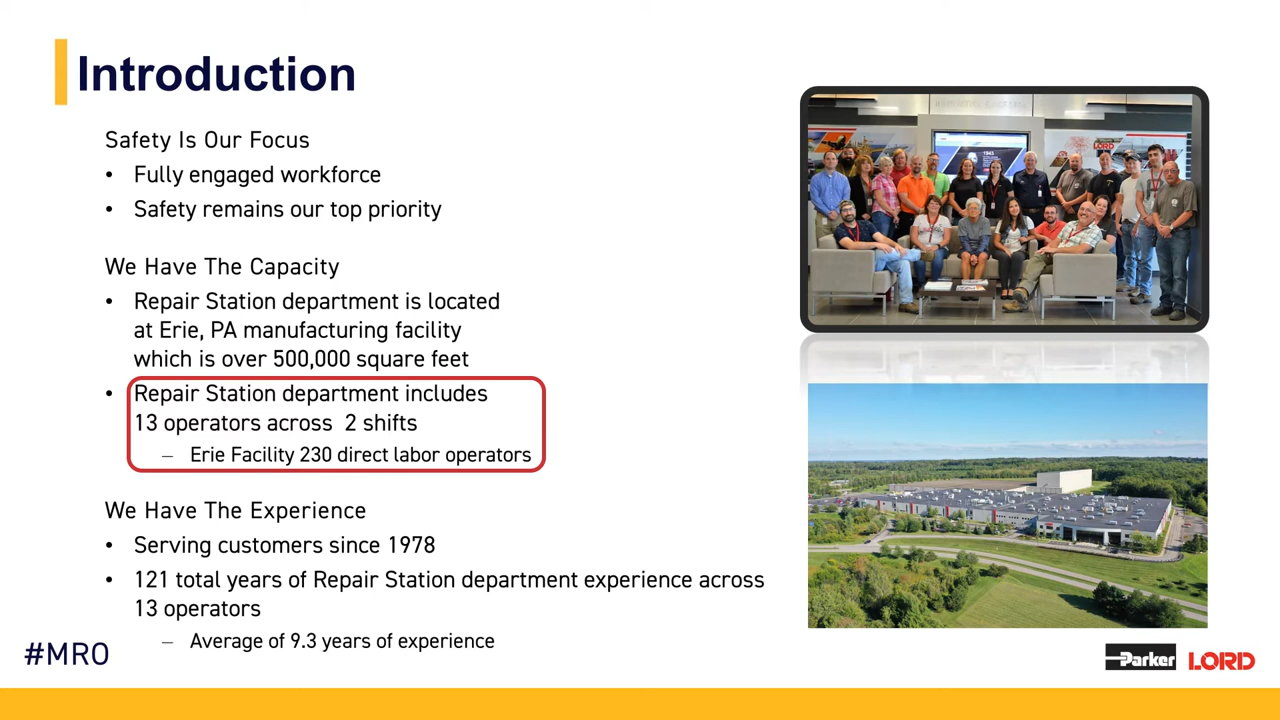 Introduction
Safety Is Our Focus
• Fully engaged workforce
• Safety remains our top priority
We Have The Capacity
• Repair Station department is located
at Erie, PA manufacturing facility
which is over 500,000 square feet
• Repair Station department includes
13 operators across 2 shifts
– Erie Facility 230 direct labor operators
We Have The Experience
• Serving customers since 1978
• 121 total years of Repair Station department experience across
13 operators
– Average of 9.3 years of experience
#MRO
1943
LORD
Parker LORD